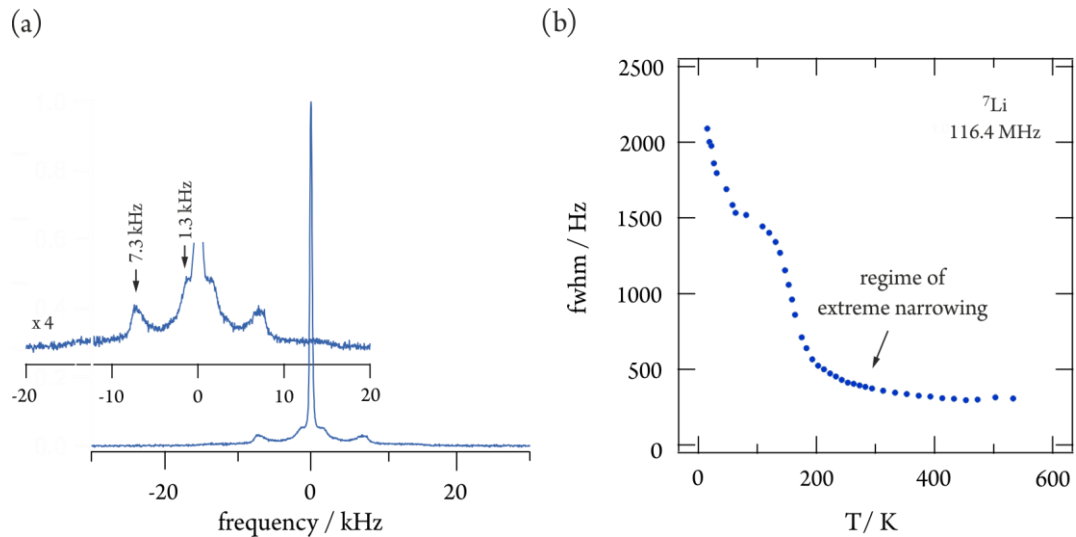 (a)
7.3 kHz
1.3 kHz
x 4
-20
-10
0
10
20
-20
0
20
frequency / kHz
(b)
2500
2000
1500
1000
500
0
fwhm / Hz
⁷Li
116.4 MHz
regime of
extreme narrowing
0
200
400
600
T/ K